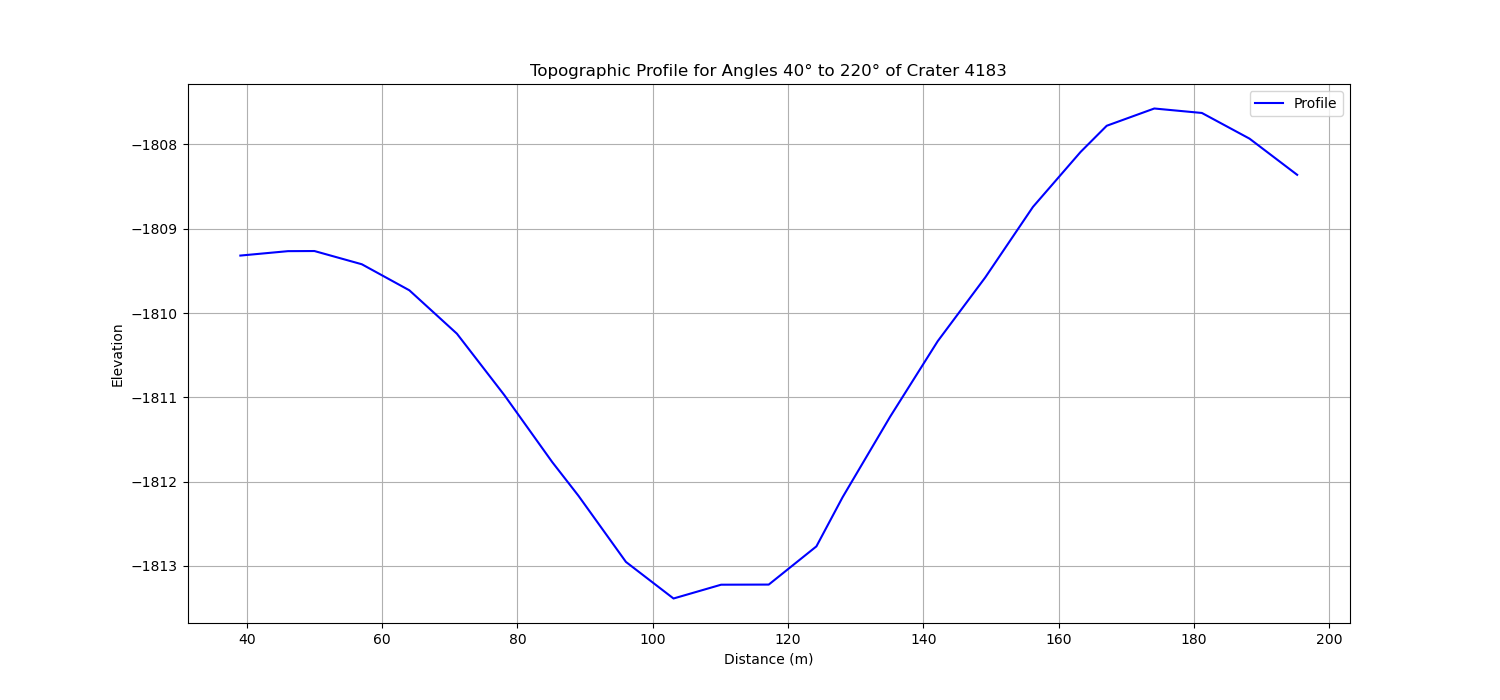 Topographic Profile for Angles 40° to 220° of Crater 4183
Profile
−1808
−1809
−1810
−1811
−1812
−1813
Elevation
40 60 80 100 120 140 160 180 200
Distance (m)